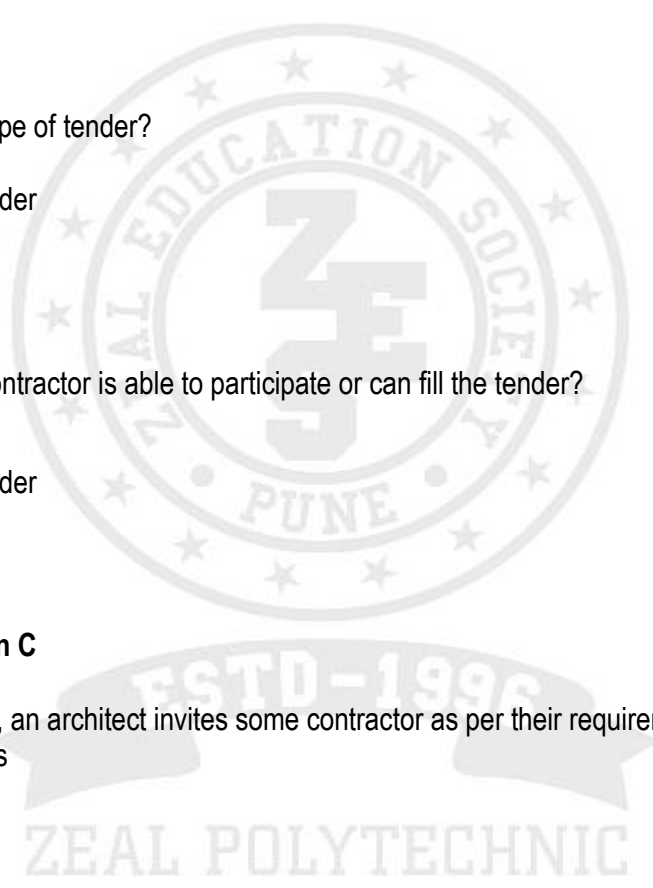 pe of tender?
der
ontractor is able to participate or can fill the tender?
der
n C
, an architect invites some contractor as per their requirem
s
ZEAL EDUCATION SOCIETY
ZES
PUNE
ESTD-1996
ZEAL POLYTECHNIC